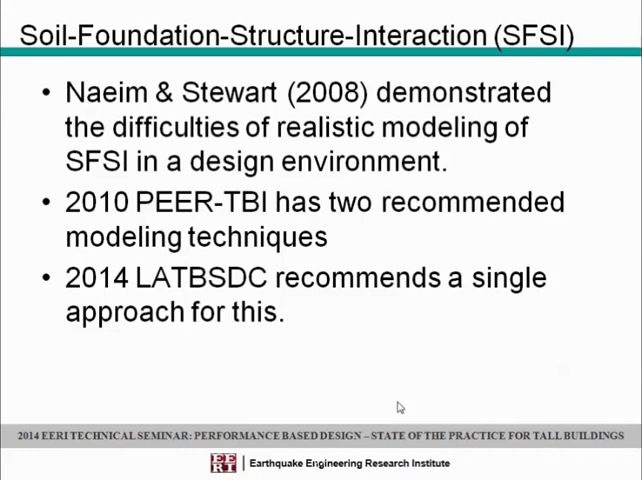 Soil-Foundation-Structure-Interaction (SFSI)
• Naeim & Stewart (2008) demonstrated
the difficulties of realistic modeling of
SFSI in a design environment.
• 2010 PEER-TBI has two recommended
modeling techniques
• 2014 LATBSDC recommends a single
approach for this.
2014 EERI TECHNICAL SEMINAR: PERFORMANCE BASED DESIGN – STATE OF THE PRACTICE FOR TALL BUILDINGS
EERI | Earthquake Engineering Research Institute